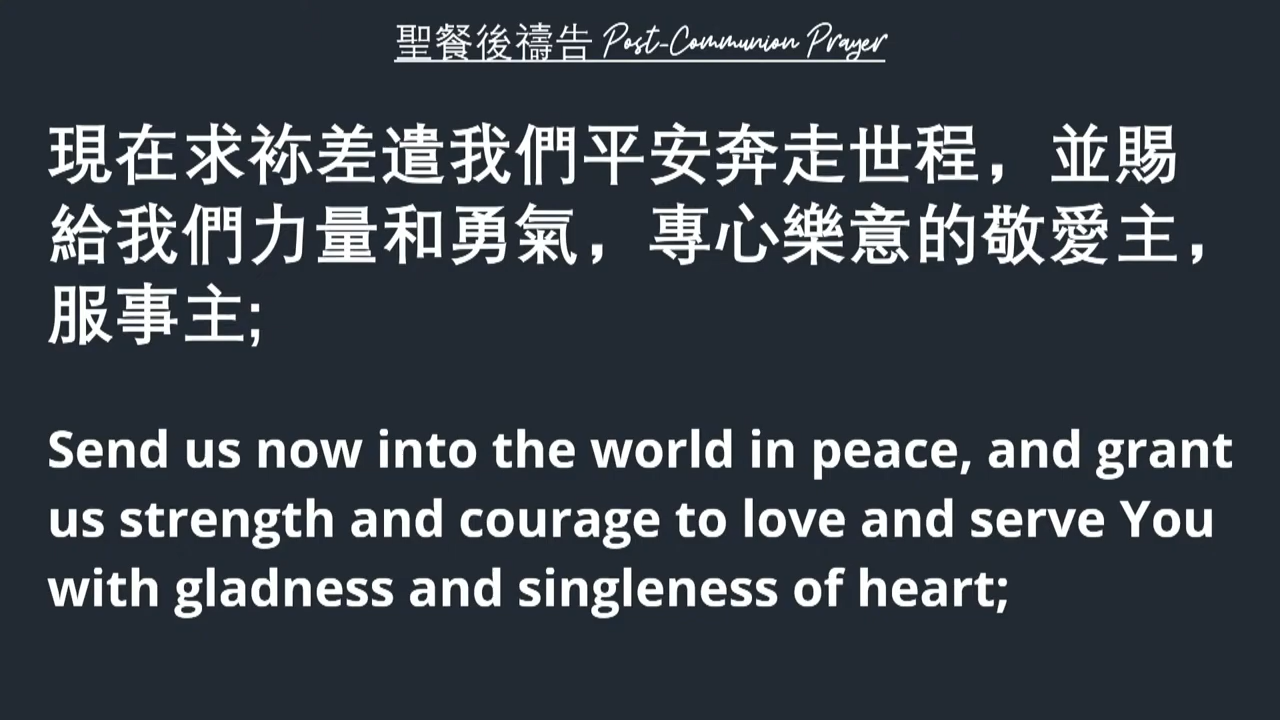 聖餐後禱告 Post-Communion Prayer
現在求祢差遣我們平安奔走世程，並賜
給我們力量和勇氣，專心樂意的敬愛主，
服事主;
Send us now into the world in peace, and grant
us strength and courage to love and serve You
with gladness and singleness of heart;